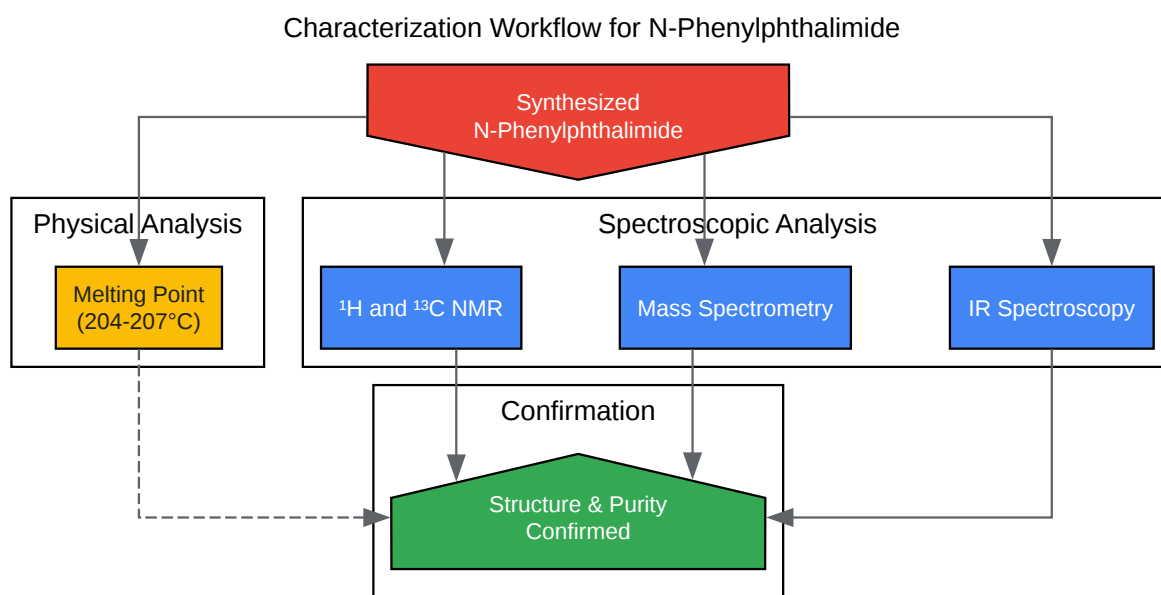 Characterization Workflow for N-Phenylphthalimide
Synthesized
N-Phenylphthalimide
Physical Analysis
Spectroscopic Analysis
Melting Point
(204-207°C)
¹H and ¹³C NMR
Mass Spectrometry
IR Spectroscopy
Confirmation
Structure & Purity
Confirmed